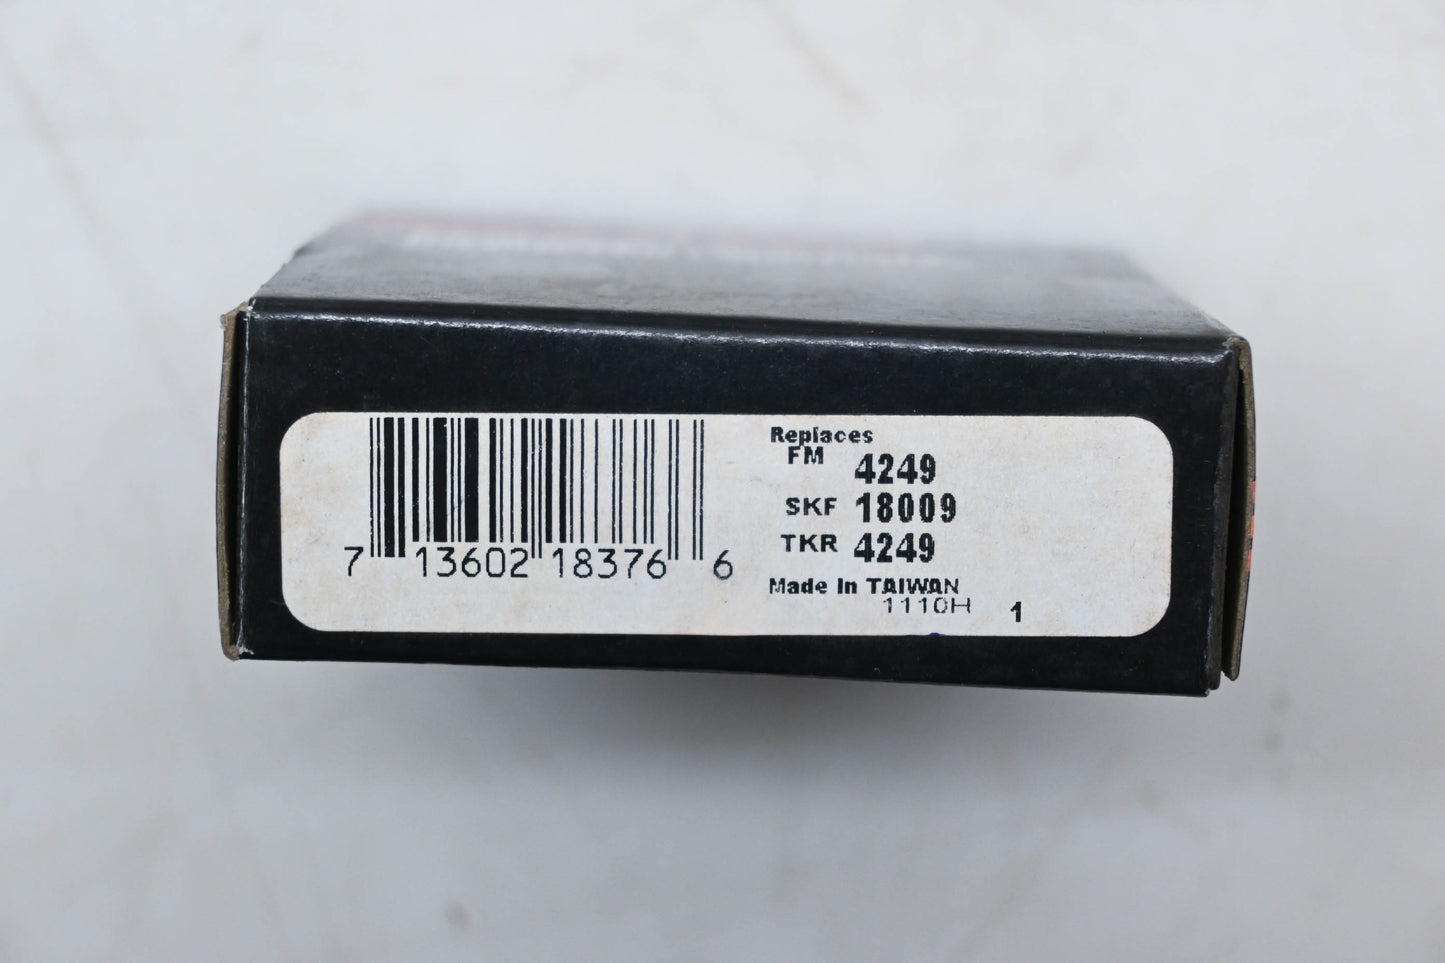 7 13602 18376 6
Replaces
FM 4249
SKF 18009
TKR 4249
Made In TAIWAN
1110H 1